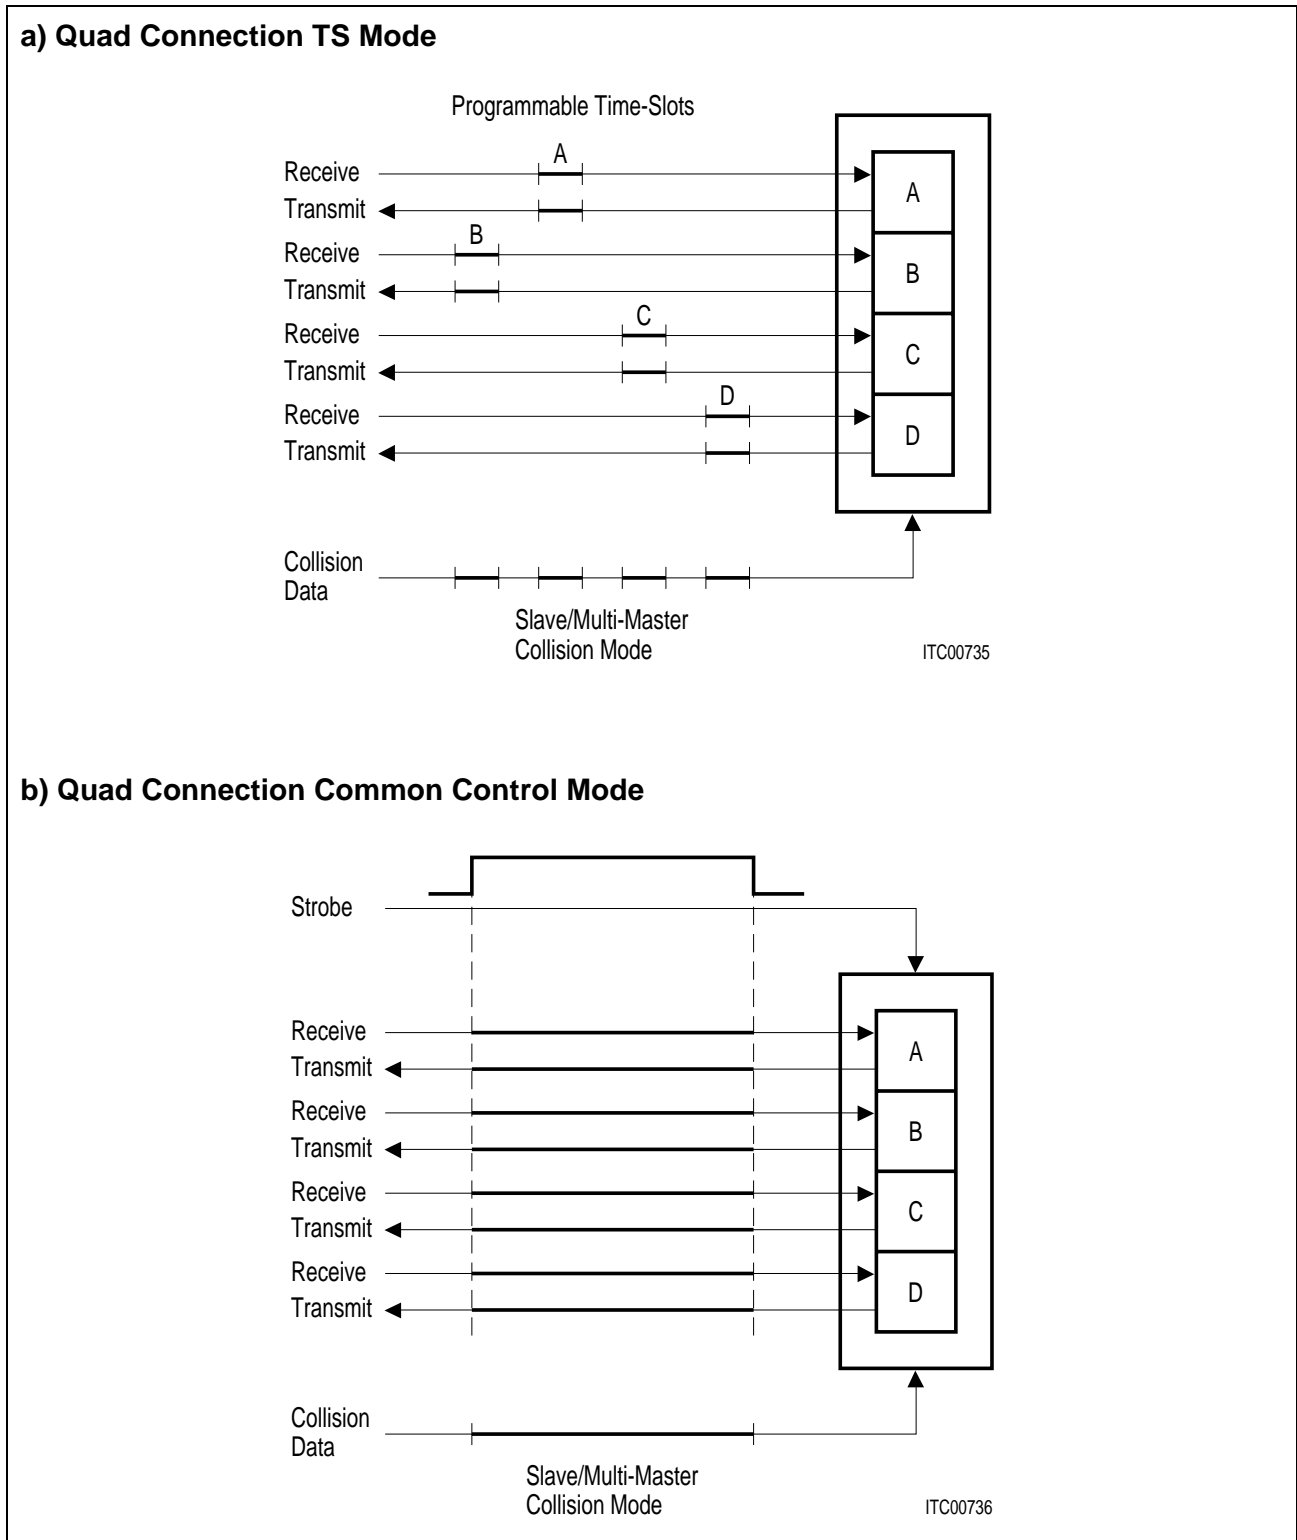 a) Quad Connection TS Mode
Programmable Time-Slots
Receive
A
A
Transmit
Receive
B
B
Transmit
Receive
C
C
Transmit
Receive
D
D
Transmit
Collision
Data
Slave/Multi-Master
Collision Mode
ITC00735
b) Quad Connection Common Control Mode
Strobe
Receive
A
Transmit
Receive
B
Transmit
Receive
C
Transmit
Receive
D
Transmit
Collision
Data
Slave/Multi-Master
Collision Mode
ITC00736